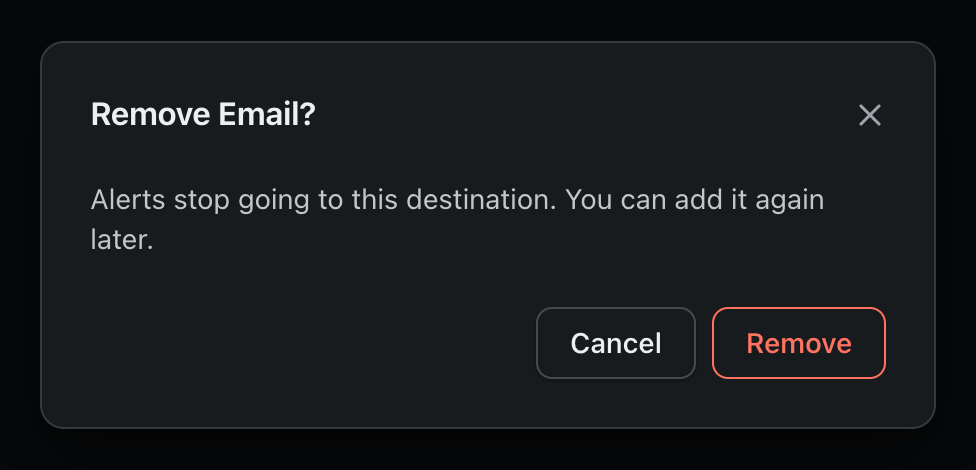 Remove Email?
Alerts stop going to this destination. You can add it again
later.
Cancel
Remove